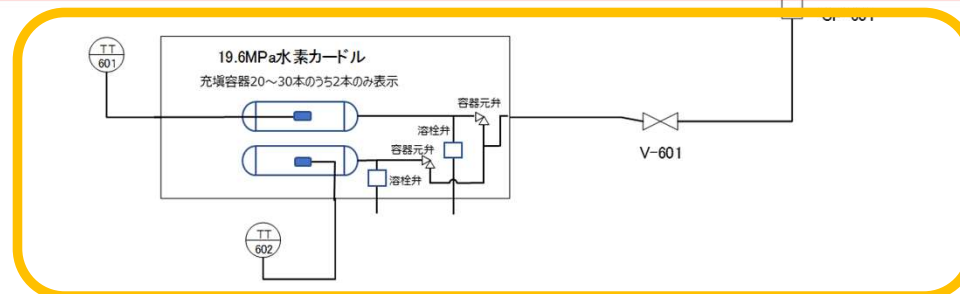 TT
601
19.6MPa水素カードル
充塡容器20～30本のうち2本のみ表示
容器元弁
溶栓弁
容器元弁
溶栓弁
V-601
TT
602